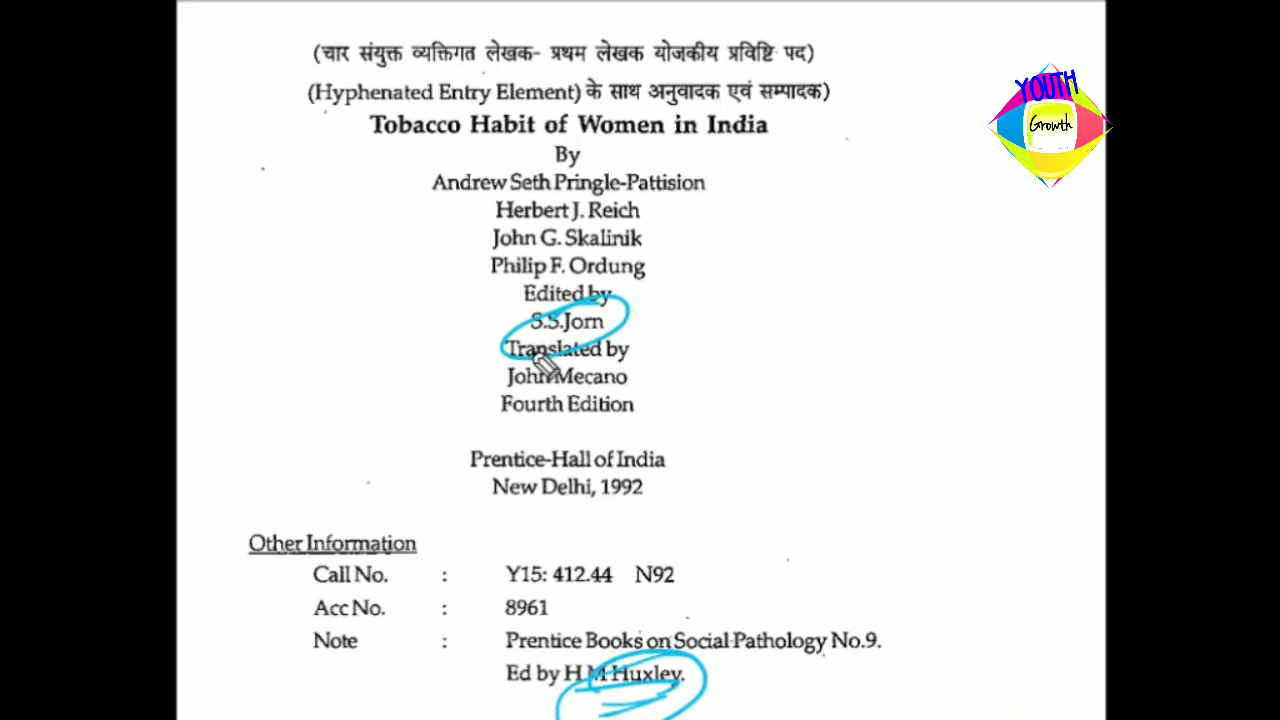 (चार संयुक्त व्यक्तिगत लेखक- प्रथम लेखक योजकीय प्रविष्टि पद)
(Hyphenated Entry Element) के साथ अनुवादक एवं सम्पादक)
Tobacco Habit of Women in India
By
Andrew Seth Pringle-Pattision
Herbert J. Reich
John G. Skalinik
Philip F. Ordung
Edited by
S.S.Jorn
Translated by
John Mecano
Fourth Edition
Prentice-Hall of India
New Delhi, 1992
Other Information
Call No. : Y15: 412.44 N92
Acc No. : 8961
Note : Prentice Books on Social Pathology No.9.
Ed by H M Huxley.
YOUTH
Growth